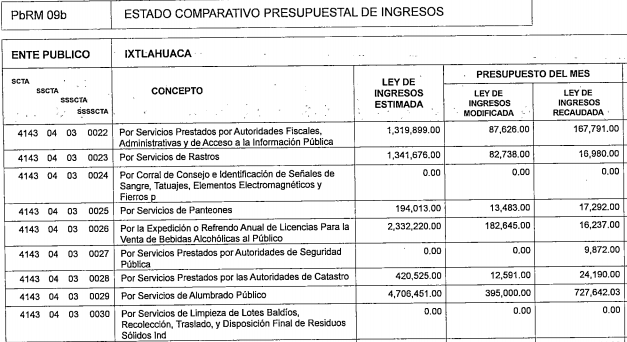 PbRM 09b ESTADO COMPARATIVO PRESUPUESTAL DE INGRESOS
ENTE PUBLICO IXTLAHUACA
SCTA
SSCTA
SSSCTA
SSSSCTA
CONCEPTO
LEY DE
INGRESOS
ESTIMADA
PRESUPUESTO DEL MES
LEY DE
INGRESOS
MODIFICADA
LEY DE
INGRESOS
RECAUDADA
4143 04 03 0022 Por Servicios Prestados por Autoridades Fiscales, 1,319,899.00 87,626.00 167,791.00
Administrativas y de Acceso a la Información Pública
4143 04 03 0023 Por Servicios de Rastros 1,341,676.00 82,738.00 16,980.00
4143 04 03 0024 Por Corral de Consejo e Identificación de Señales de 0.00 0.00 0.00
Sangre, Tatuajes, Elementos Electromagnéticos y
Fierros p
4143 04 03 0025 Por Servicios de Panteones 194,013.00 13,483.00 17,292.00
4143 04 03 0026 Por la Expedición o Refrendo Anual de Licencias Para la 2,332,220.00 182,645.00 16,237.00
Venta de Bebidas Alcohólicas al Público
4143 04 03 0027 Por Servicios Prestados por Autoridades de Seguridad 0.00 0.00 9,872.00
Pública
4143 04 03 0028 Por Servicios Prestados por las Autoridades de Catastro 420,525.00 12,591.00 24,190.00
4143 04 03 0029 Por Servicios de Alumbrado Público 4,706,451.00 395,000.00 727,642.03
4143 04 03 0030 Por Servicios de Limpieza de Lotes Baldíos, 0.00 0.00 0.00
Recolección, Traslado, y Disposición Final de Residuos
Sólidos Ind